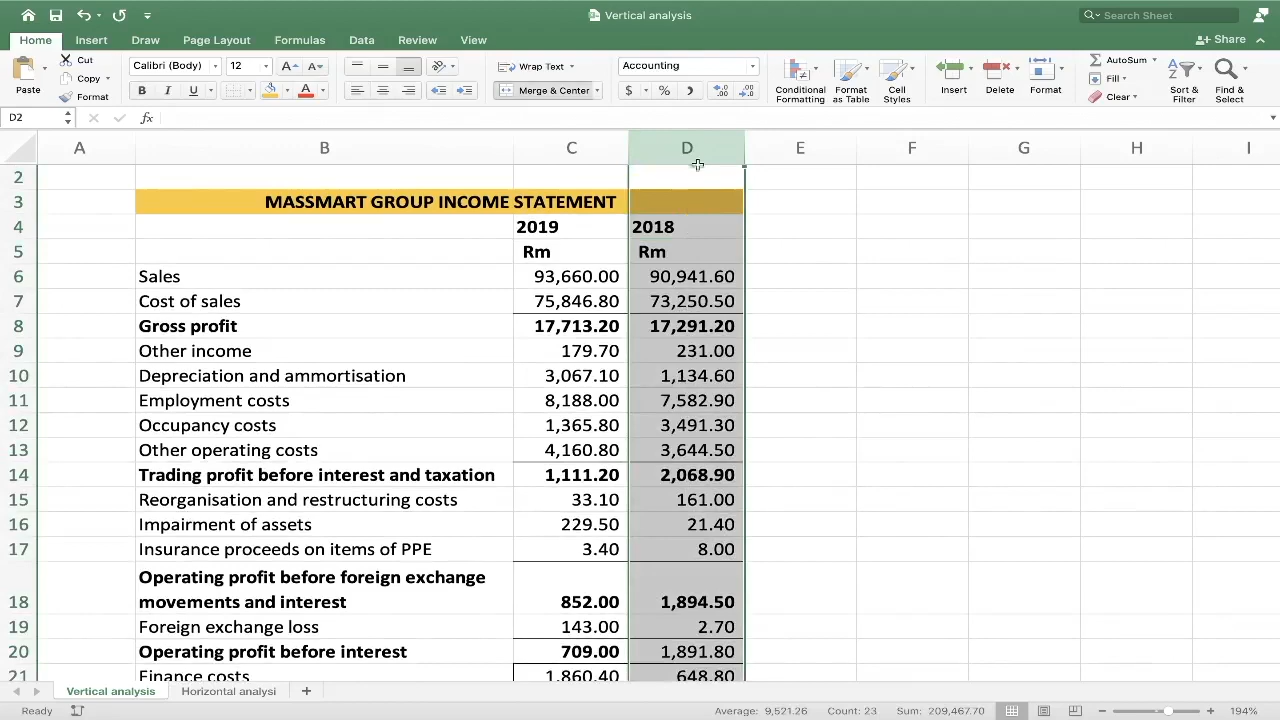 Vertical analysis
Search Sheet
Home Insert Draw Page Layout Formulas Data Review View Share
Paste Cut Copy Format
Calibri (Body) 12 A A
B I U A
Wrap Text
Merge & Center
Accounting
$ % )
Conditional Formatting
Format as Table
Cell Styles
Insert Delete Format
AutoSum
Fill
Clear
Sort & Filter
Find & Select
D2 fx
A B C D E F G H I
2
3 MASSMART GROUP INCOME STATEMENT
4 2019 2018
5 Rm Rm
6 Sales 93,660.00 90,941.60
7 Cost of sales 75,846.80 73,250.50
8 Gross profit 17,713.20 17,291.20
9 Other income 179.70 231.00
10 Depreciation and ammortisation 3,067.10 1,134.60
11 Employment costs 8,188.00 7,582.90
12 Occupancy costs 1,365.80 3,491.30
13 Other operating costs 4,160.80 3,644.50
14 Trading profit before interest and taxation 1,111.20 2,068.90
15 Reorganisation and restructuring costs 33.10 161.00
16 Impairment of assets 229.50 21.40
17 Insurance proceeds on items of PPE 3.40 8.00
Operating profit before foreign exchange
18 movements and interest 852.00 1,894.50
19 Foreign exchange loss 143.00 2.70
20 Operating profit before interest 709.00 1,891.80
21 Finance costs 1,860.40 648.80
Vertical analysis Horizontal analysi +
Ready Average: 9,521.26 Count: 23 Sum: 209,467.70 194%